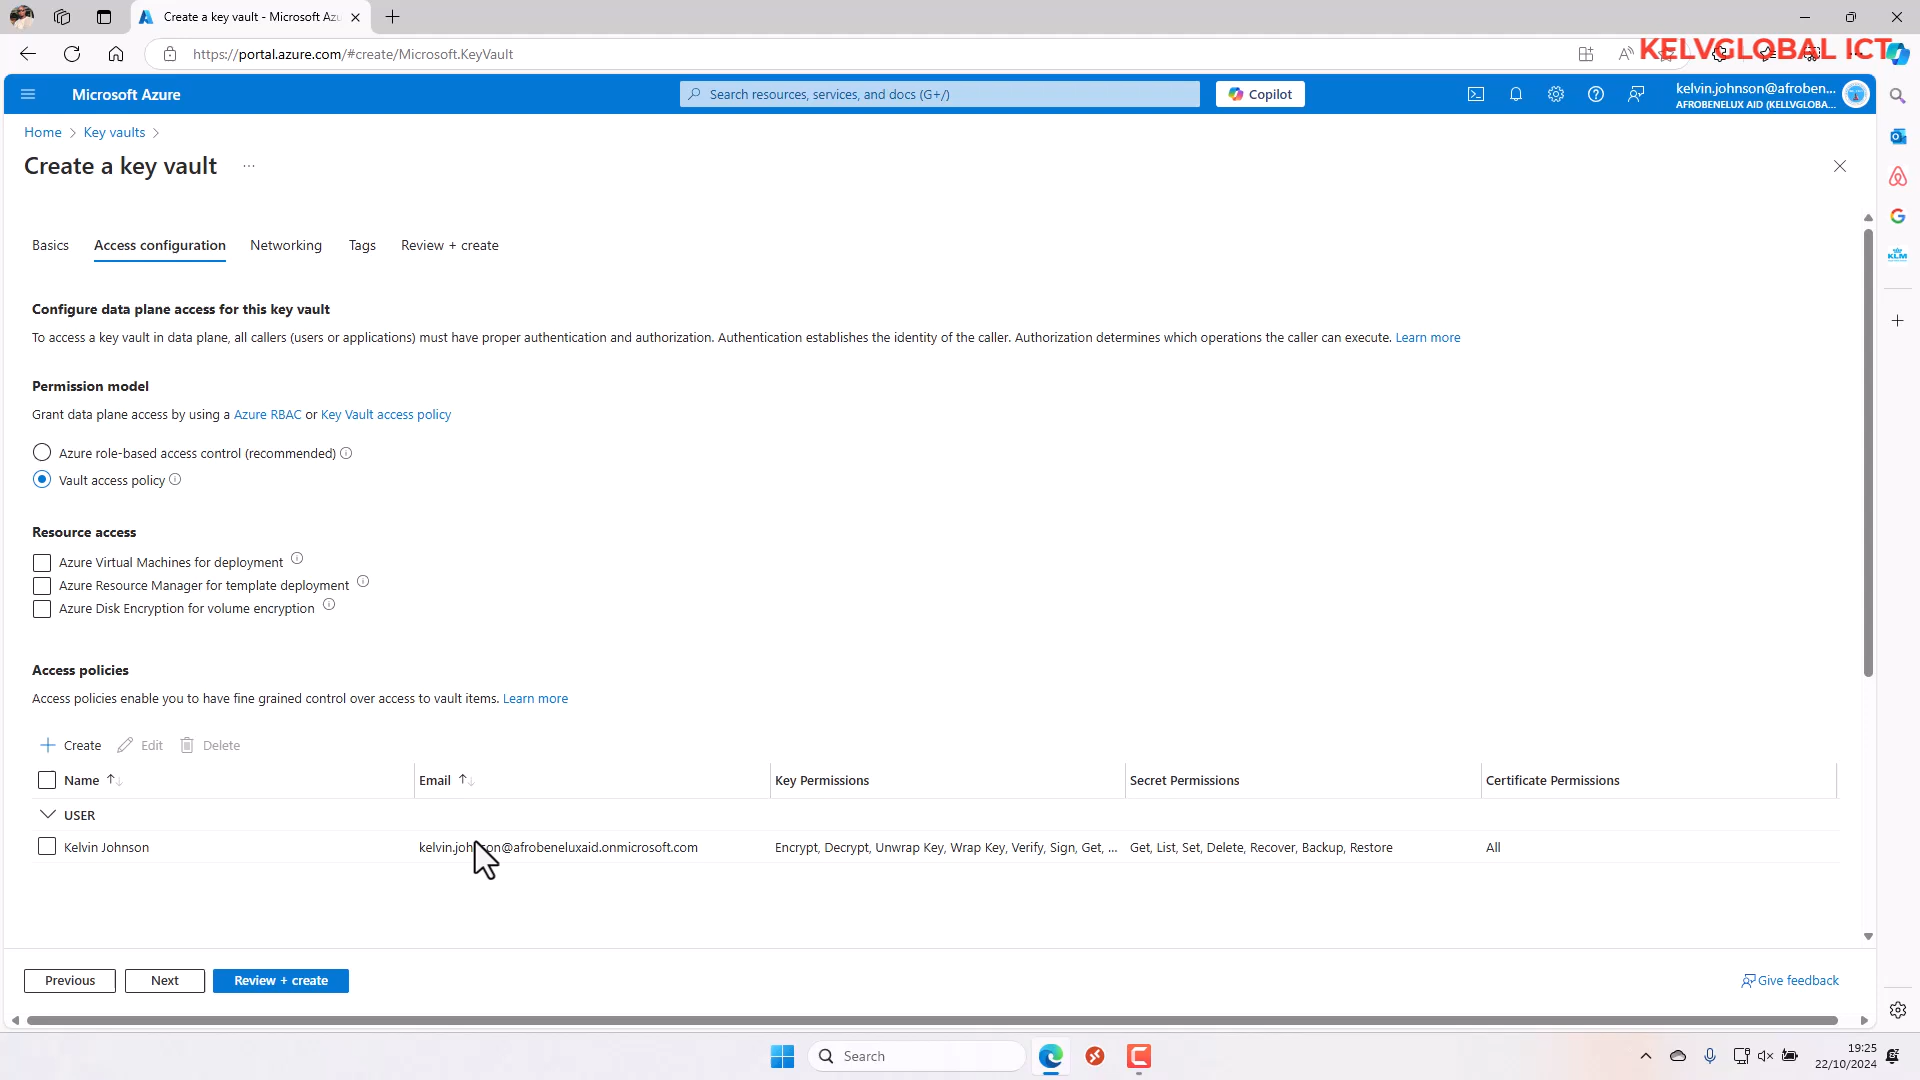 Create a key vault - Microsoft Azu
https://portal.azure.com/#create/Microsoft.KeyVault
KELVGLOBAL ICT
Microsoft Azure
Search resources, services, and docs (G+/)
Copilot
kelvin.johnson@afroben...
AFROBENELUX AID (KELLVGLOBA...
Home > Key vaults >
Create a key vault ...
Basics
Access configuration
Networking
Tags
Review + create
Configure data plane access for this key vault
To access a key vault in data plane, all callers (users or applications) must have proper authentication and authorization. Authentication establishes the identity of the caller. Authorization determines which operations the caller can execute. Learn more
Permission model
Grant data plane access by using a Azure RBAC or Key Vault access policy
Azure role-based access control (recommended)
Vault access policy
Resource access
Azure Virtual Machines for deployment
Azure Resource Manager for template deployment
Azure Disk Encryption for volume encryption
Access policies
Access policies enable you to have fine grained control over access to vault items. Learn more
Create
Edit
Delete
Name
Email
Key Permissions
Secret Permissions
Certificate Permissions
USER
Kelvin Johnson
kelvin.johnson@afrobeneluxaid.onmicrosoft.com
Encrypt, Decrypt, Unwrap Key, Wrap Key, Verify, Sign, Get, ...
Get, List, Set, Delete, Recover, Backup, Restore
All
Previous
Next
Review + create
Give feedback
KLM
Search
19:25
22/10/2024